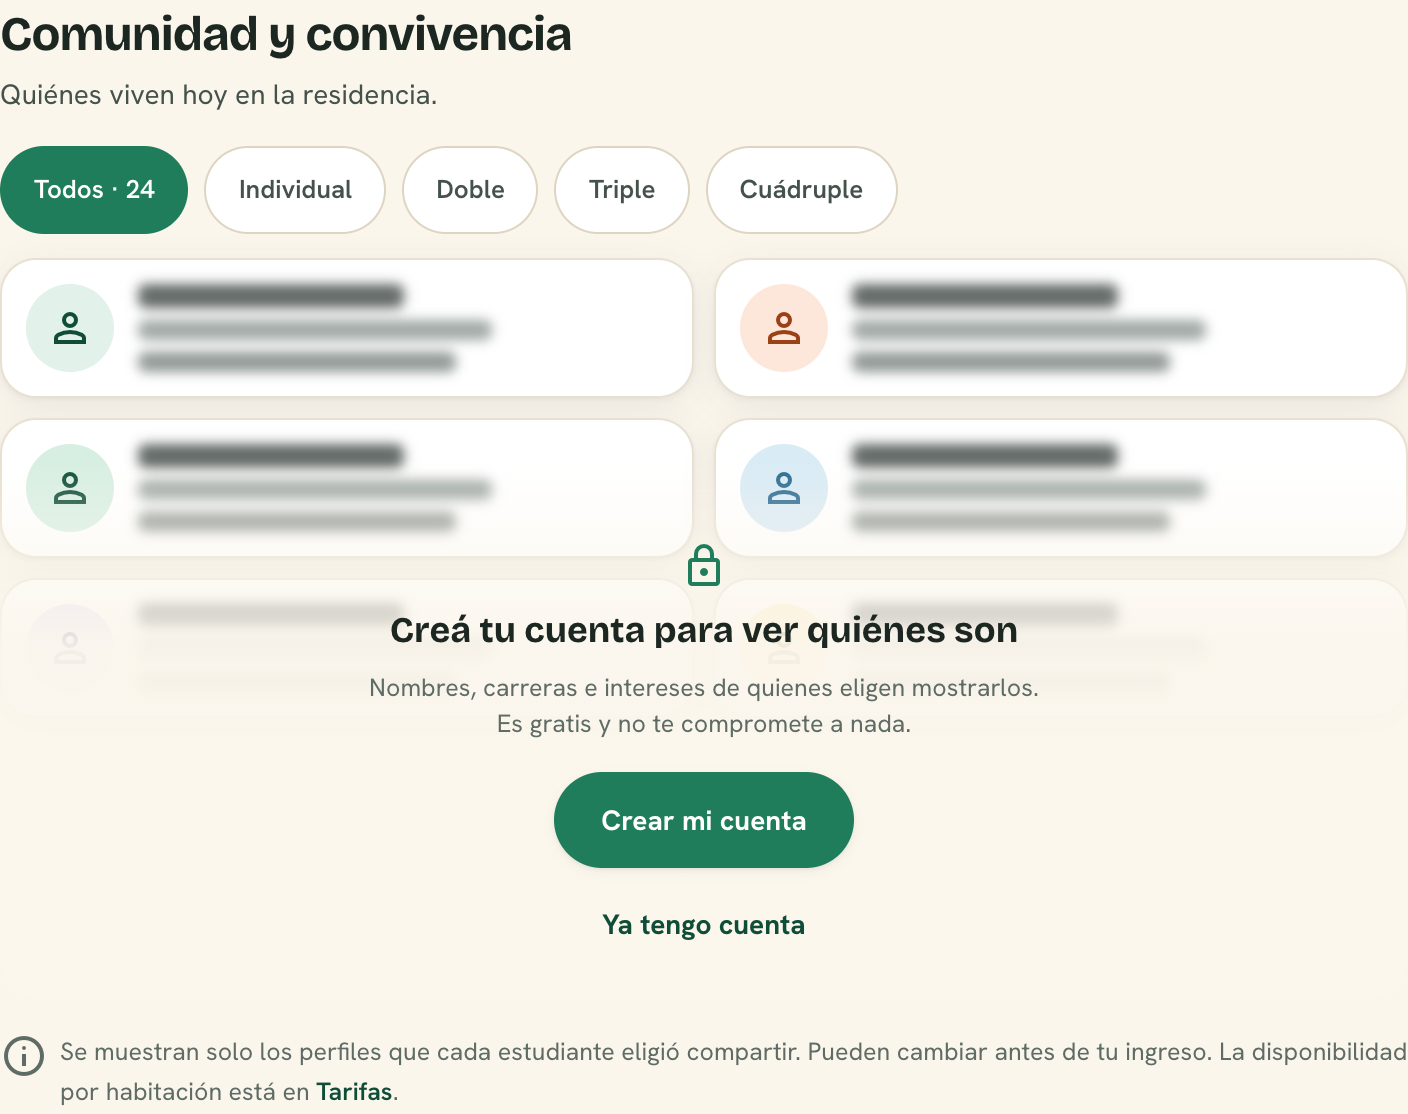 Comunidad y convivencia
Quiénes viven hoy en la residencia.
Todos · 24
Individual
Doble
Triple
Cuádruple
Creá tu cuenta para ver quiénes son
Nombres, carreras e intereses de quienes eligen mostrarlos.
Es gratis y no te compromete a nada.
Crear mi cuenta
Ya tengo cuenta
Se muestran solo los perfiles que cada estudiante eligió compartir. Pueden cambiar antes de tu ingreso. La disponibilidad
por habitación está en Tarifas.